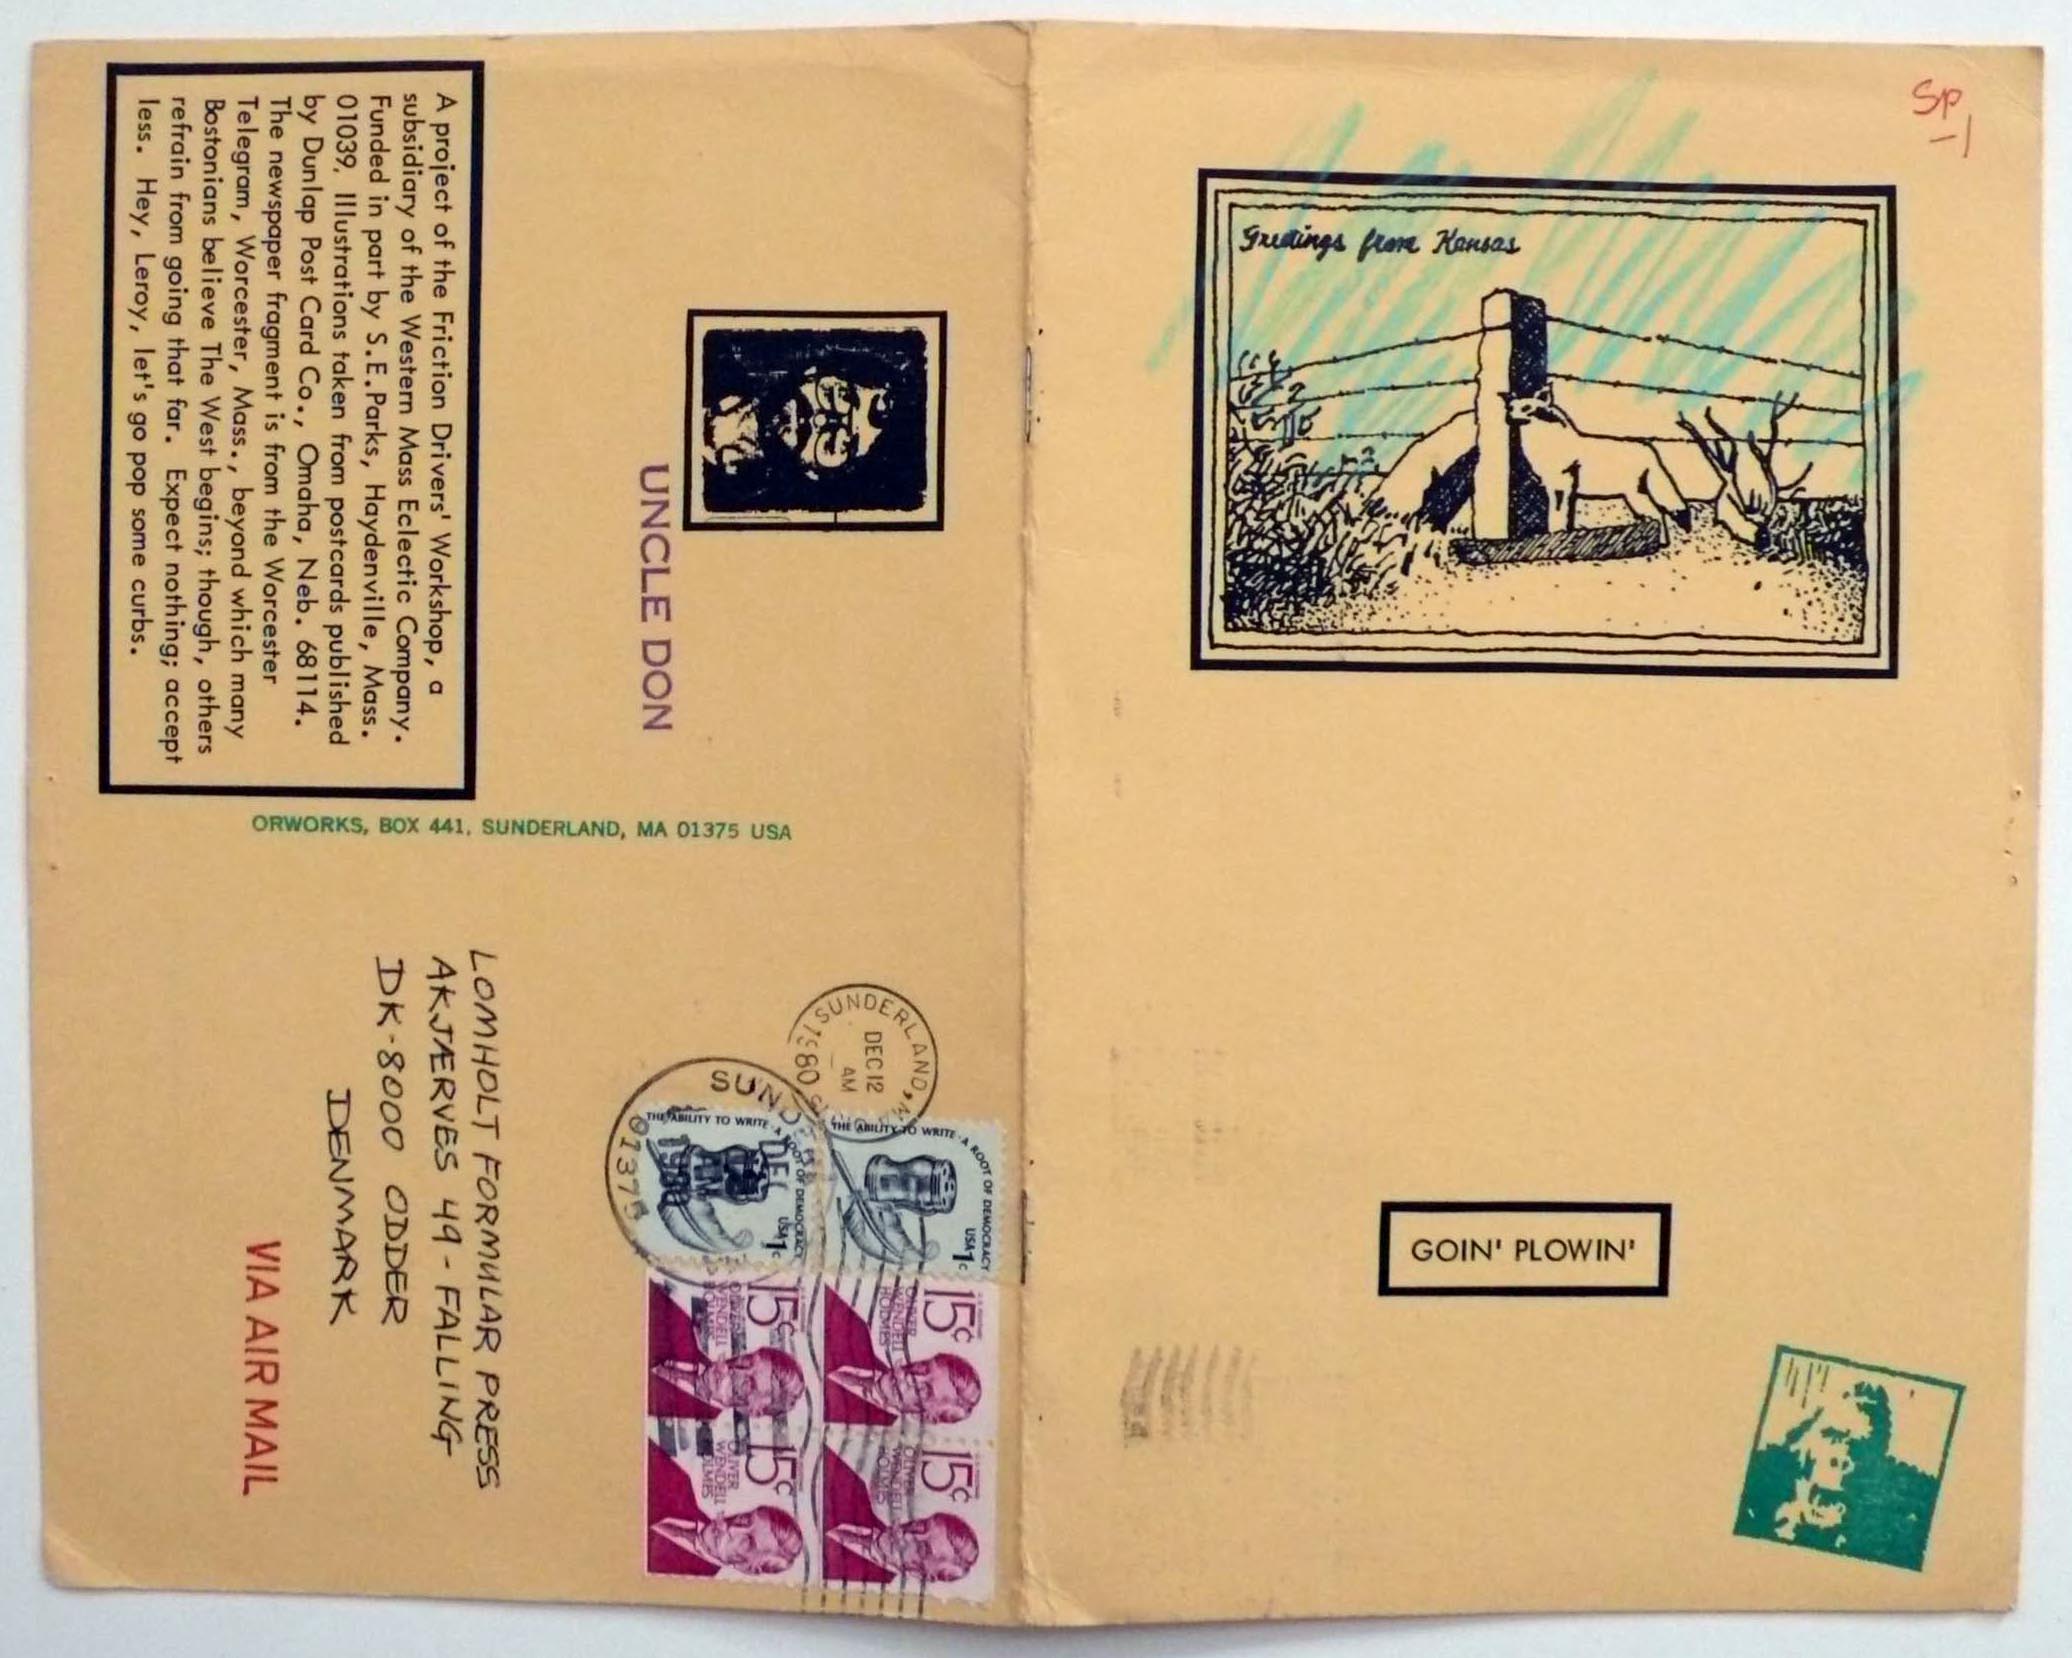 A project of the Friction Drivers' Workshop, a
subsidiary of the Western Mass Eclectic Company.
Funded in part by S.E.Parks, Haydenville, Mass.
01039. Illustrations taken from postcards published
by Dunlap Post Card Co., Omaha, Neb. 68114.
The newspaper fragment is from the Worcester
Telegram, Worcester, Mass., beyond which many
Bostonians believe The West begins; though, others
refrain from going that far. Expect nothing; accept
less. Hey, Leroy, let's go pop some curbs.
UNCLE DON
ORWORKS, BOX 441, SUNDERLAND, MA 01375 USA
LOMHOLT FORMULAR PRESS
AKJÆRVES 49 - FALLING
DK-8000 ODDER
DENMARK
VIA AIR MAIL
SUNDERLAND, M
DEC 12
AM
1980
SUNDE
01375
THE ABILITY TO WRITE · A ROOT OF DEMOCRACY
USA 1c
THE ABILITY TO WRITE · A ROOT OF DEMOCRACY
USA 1c
15c
OLIVER
WENDELL
HOLMES
15c
OLIVER
WENDELL
HOLMES
15c
OLIVER
WENDELL
HOLMES
15c
OLIVER
WENDELL
HOLMES
SP-1
Greetings from Kansas
GOIN' PLOWIN'